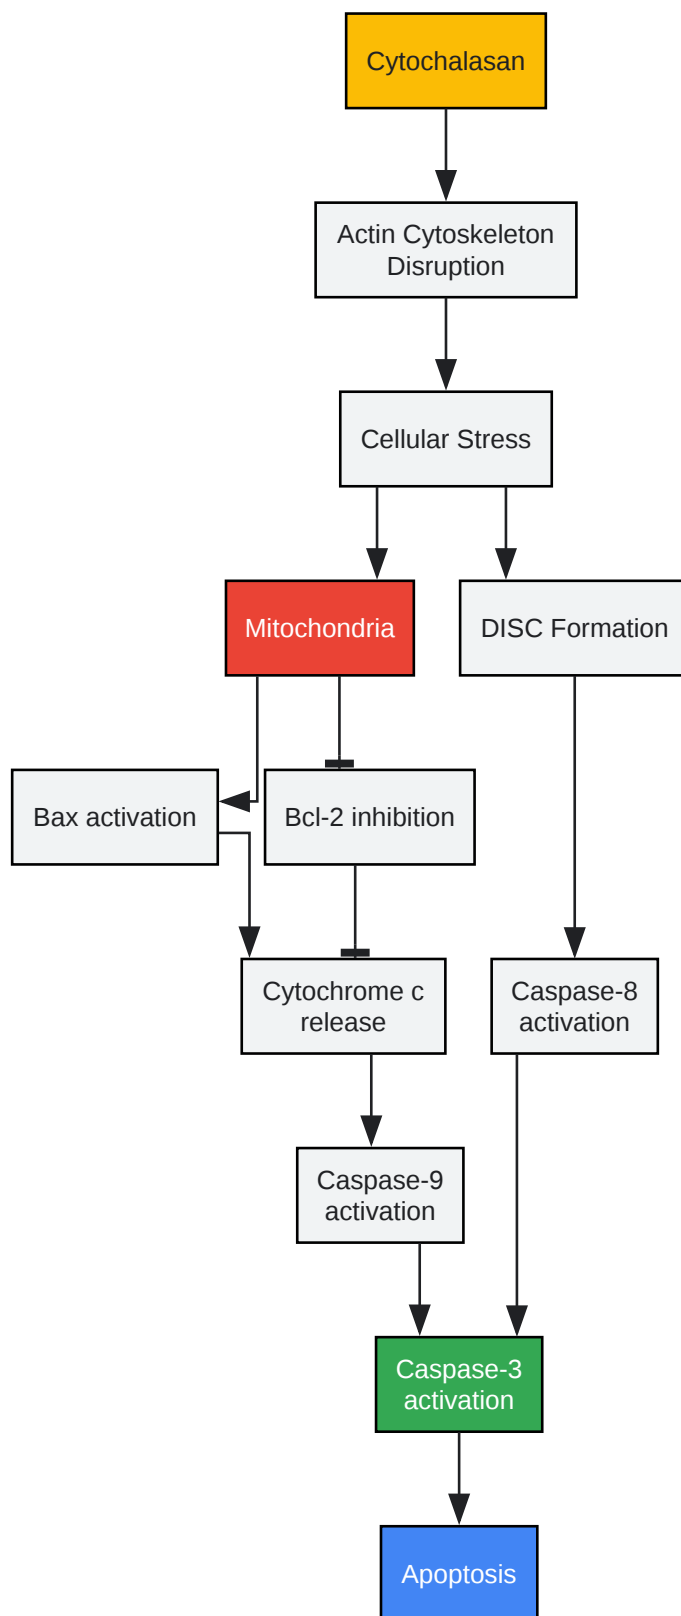 Cytochalasan
Actin Cytoskeleton
Disruption
Cellular Stress
Mitochondria
DISC Formation
Bax activation
Bcl-2 inhibition
Cytochrome c
release
Caspase-8
activation
Caspase-9
activation
Caspase-3
activation
Apoptosis